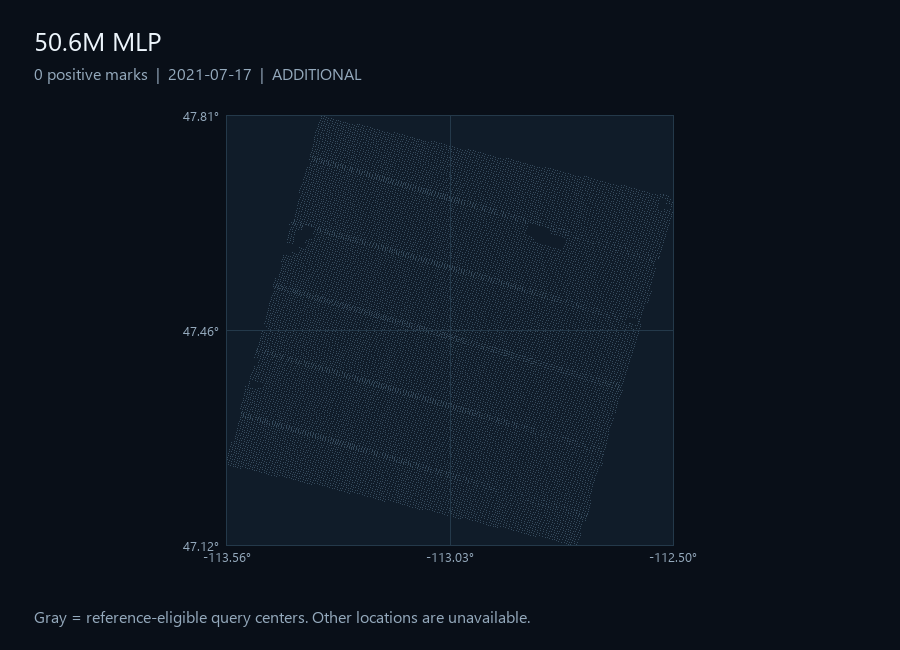 50.6M MLP
0 positive marks | 2021-07-17 | ADDITIONAL
47.81°
47.46°
47.12°
-113.56°
-113.03°
-112.50°
Gray = reference-eligible query centers. Other locations are unavailable.